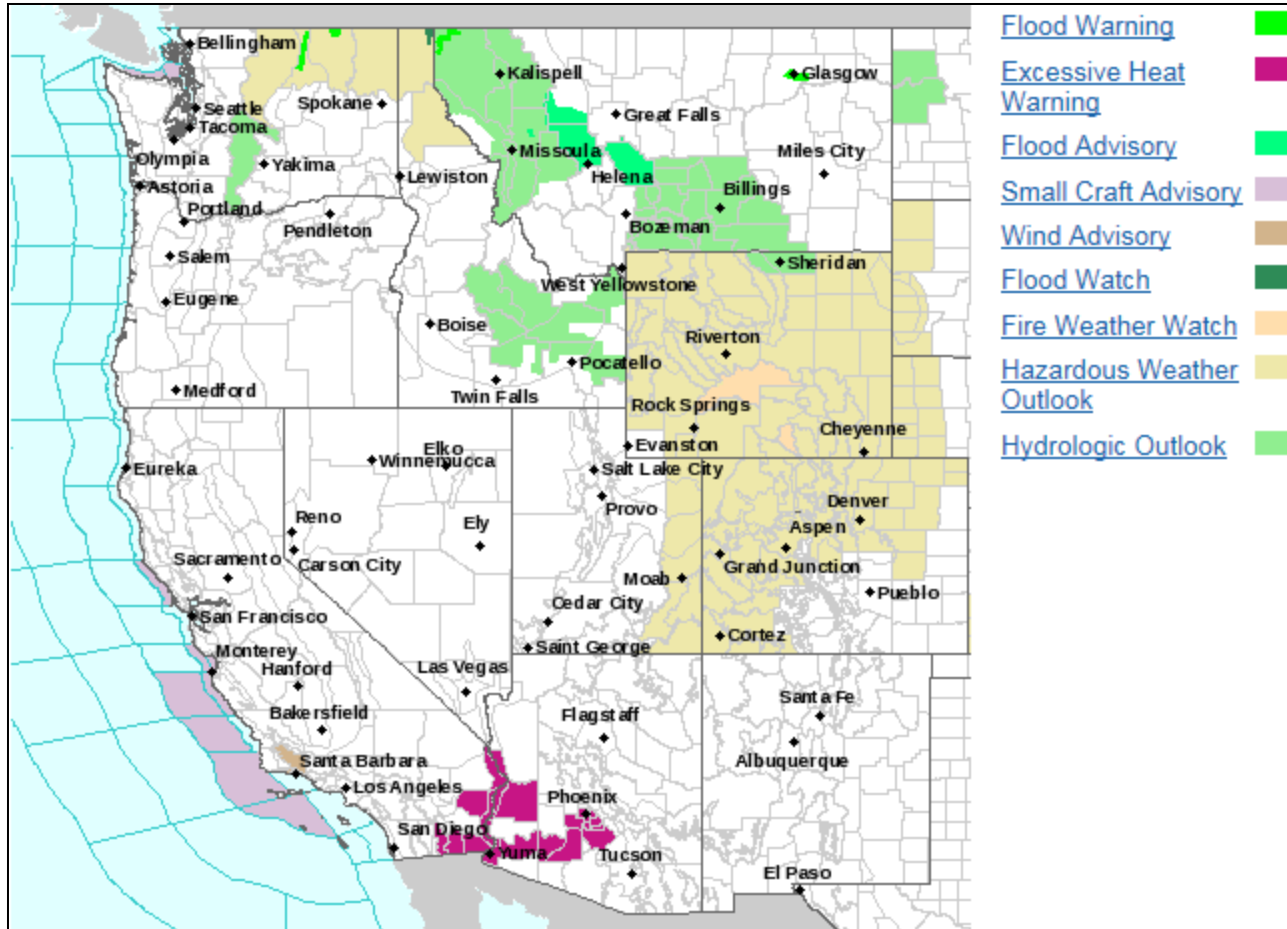 Bellingham
Seattle
Tacoma
Olympia
Astoria
Portland
Salem
Eugene
Medford
Spokane
Yakima
Lewiston
Pendleton
Kalispell
Missoula
Great Falls
Helena
Glasgow
Miles City
Billings
Bozeman
Sheridan
West Yellowstone
Boise
Pocatello
Twin Falls
Riverton
Rock Springs
Evanston
Cheyenne
Eureka
Winnemucca
Elko
Salt Lake City
Provo
Reno
Ely
Carson City
Sacramento
San Francisco
Denver
Aspen
Grand Junction
Moab
Pueblo
Cedar City
Saint George
Cortez
Monterey
Hanford
Las Vegas
Bakersfield
Flagstaff
Santa Fe
Albuquerque
Santa Barbara
Los Angeles
Phoenix
San Diego
Yuma
Tucson
El Paso
Flood Warning
Excessive Heat
Warning
Flood Advisory
Small Craft Advisory
Wind Advisory
Flood Watch
Fire Weather Watch
Hazardous Weather
Outlook
Hydrologic Outlook